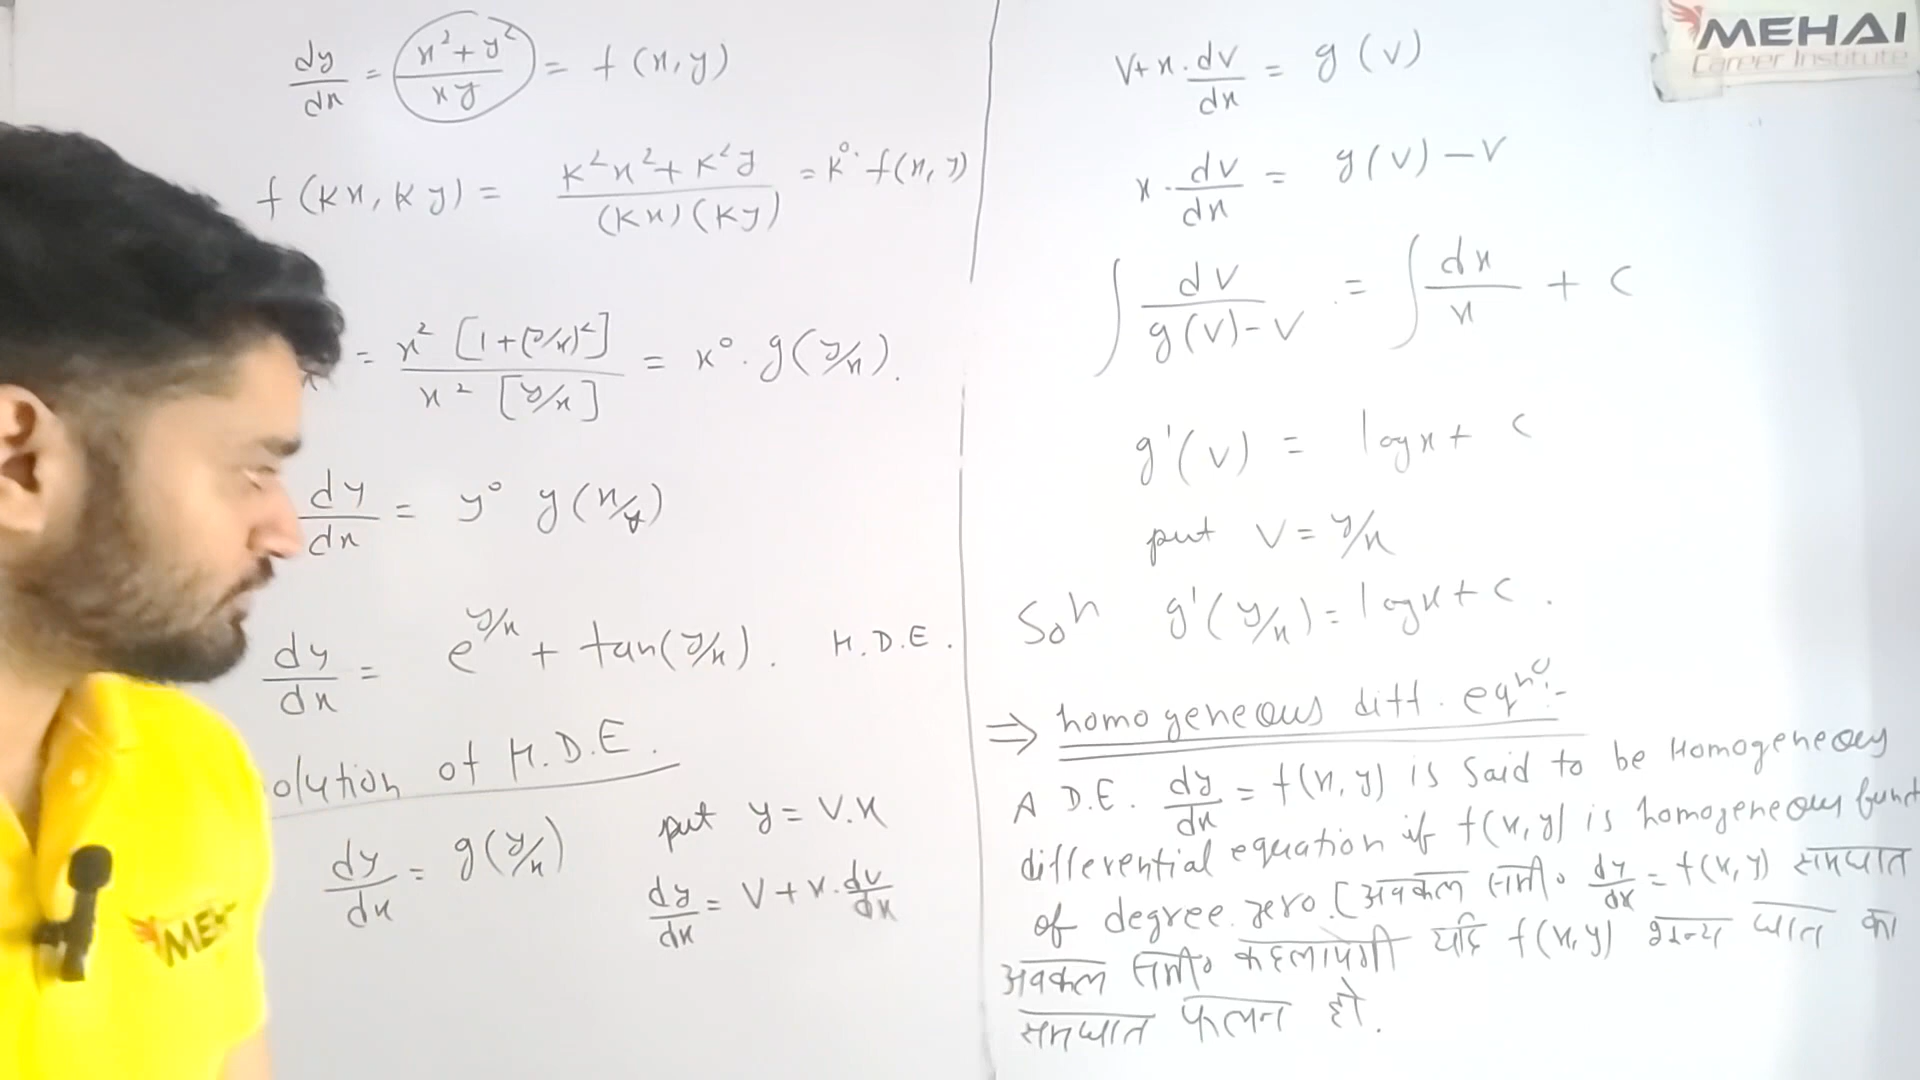 dy/dx = (x² + y²)/(xy) = f(x,y)
f(kx, ky) = (k²x² + k²y)/((kx)(ky)) = k⁰. f(x,y)
= x² [1+(y/x)²] / x² [y/x] = x⁰. g(y/x).
dy/dx = y⁰ g(x/y)
dy/dx = e^(y/x) + tan(y/x). H.D.E.
olution of H.D.E.
dy/dx = g(y/x)
put y = v.x
dy/dx = v + x.dv/dx
MEHAI
Career Institute
v + x.dv/dx = g(v)
x.dv/dx = g(v) – v
∫ dv/(g(v) – v) = ∫ dx/x + c
g'(v) = logx + c
put v = y/x
Soln g'(y/x) = logx + c.
⇒ homogeneous diff. eqn:-
A D.E. dy/dx = f(x,y) is said to be Homogeneous
differential equation if f(x,y) is homogeneous funct
of degree zero. [अवकल समी० dy/dx = f(x,y) समघात
अवकल समी० कहलायेगी यदि f(x,y) शून्य घात का
समघात फलन हो.
MEH